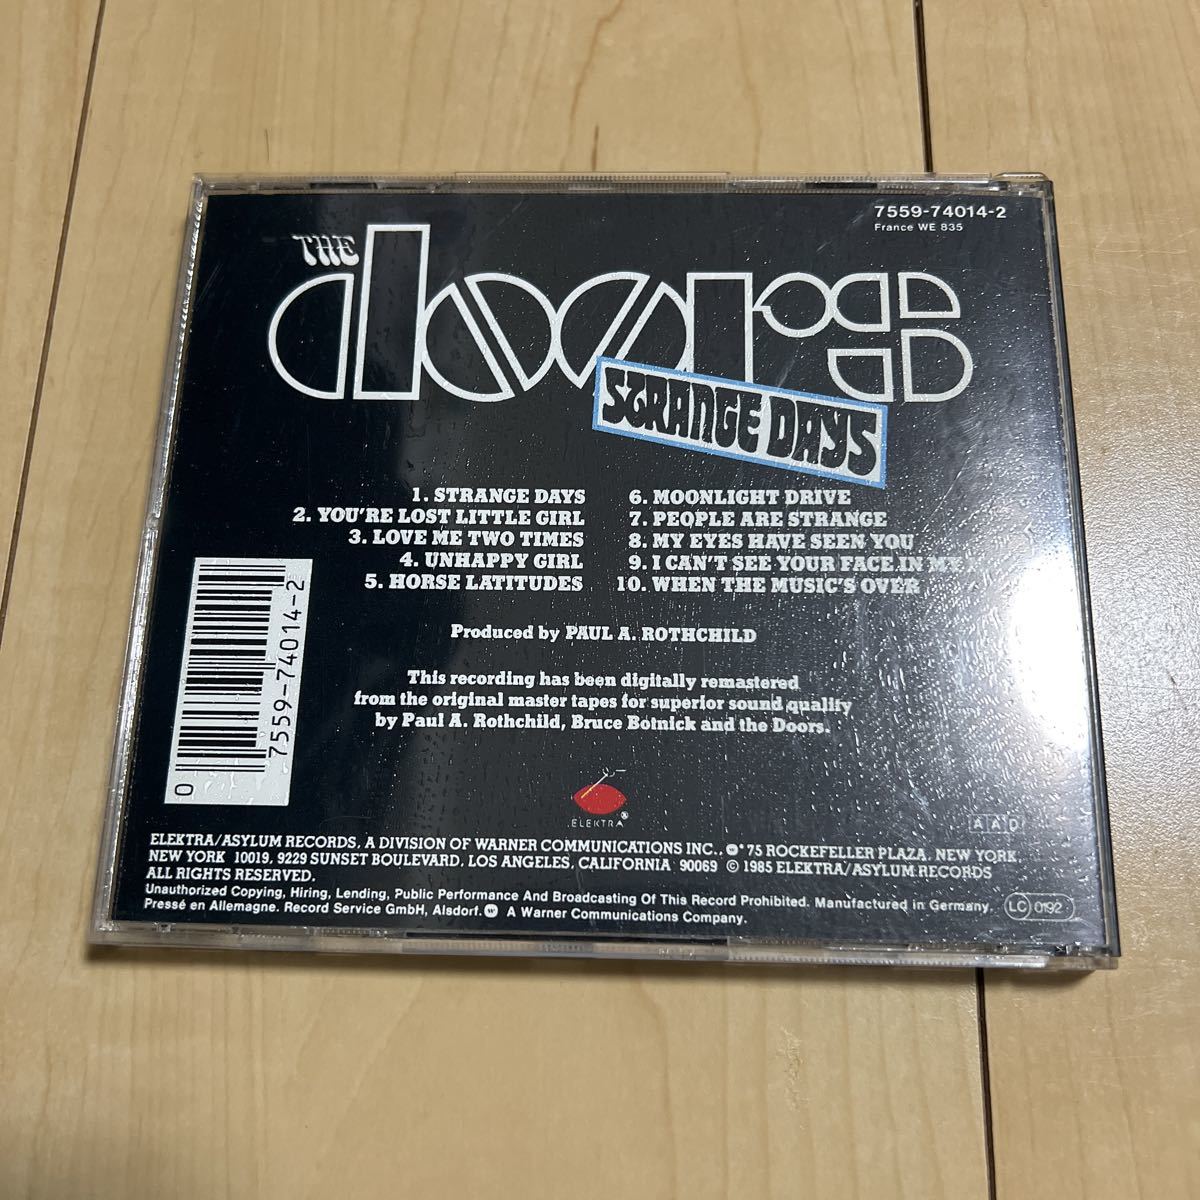 7559-74014-2
France WE 835
THE
doors
STRANGE DAYS
1. STRANGE DAYS
2. YOU'RE LOST LITTLE GIRL
3. LOVE ME TWO TIMES
4. UNHAPPY GIRL
5. HORSE LATITUDES
6. MOONLIGHT DRIVE
7. PEOPLE ARE STRANGE
8. MY EYES HAVE SEEN YOU
9. I CAN'T SEE YOUR FACE IN MY
10. WHEN THE MUSIC'S OVER
0 7559-74014-2
Produced by PAUL A. ROTHCHILD
This recording has been digitally remastered
from the original master tapes for superior sound quality
by Paul A. Rothchild, Bruce Botnick and the Doors.
ELEKTRA
AAD
ELEKTRA/ASYLUM RECORDS, A DIVISION OF WARNER COMMUNICATIONS INC., 75 ROCKEFELLER PLAZA, NEW YORK,
NEW YORK 10019, 9229 SUNSET BOULEVARD, LOS ANGELES, CALIFORNIA 90069 © 1985 ELEKTRA/ASYLUM RECORDS
ALL RIGHTS RESERVED.
Unauthorized Copying, Hiring, Lending, Public Performance And Broadcasting Of This Record Prohibited. Manufactured in Germany.
Pressé en Allemagne. Record Service GmbH, Alsdorf. A Warner Communications Company.
LC 0192